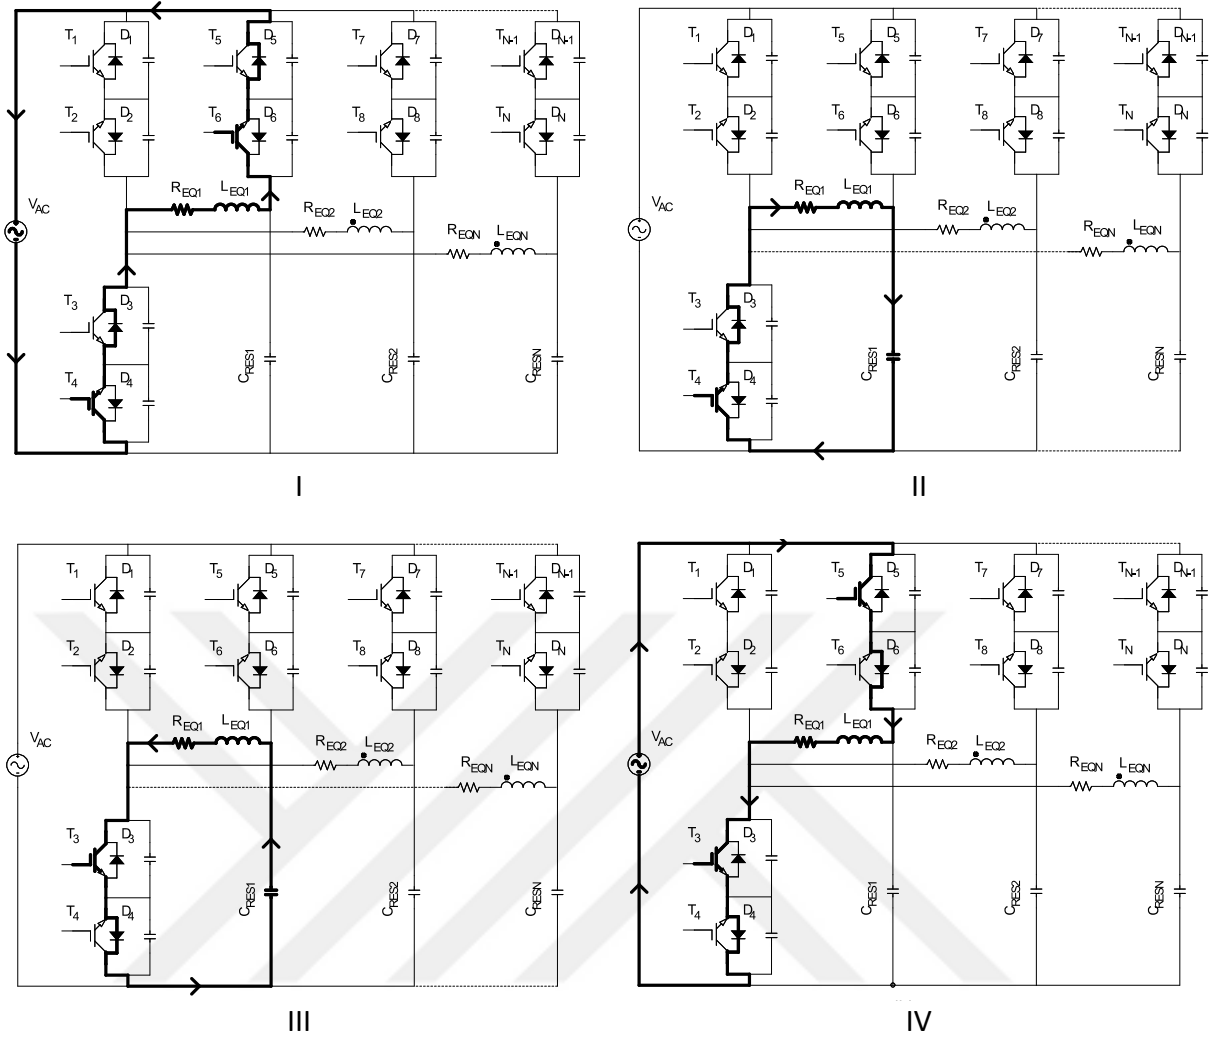 T1 D1 T5 D5 T7 D7 TN-1 DN-1
T2 D2 T6 D6 T8 D8 TN DN
REQ1 LEQ1
VAC
REQ2 LEQ2
REQN LEQN
T3 D3
T4 D4
CRES1 CRES2 CRESN
I
T1 D1 T5 D5 T7 D7 TN-1 DN-1
T2 D2 T6 D6 T8 D8 TN DN
REQ1 LEQ1
VAC
REQ2 LEQ2
REQN LEQN
T3 D3
T4 D4
CRES1 CRES2 CRESN
II
T1 D1 T5 D5 T7 D7 TN-1 DN-1
T2 D2 T6 D6 T8 D8 TN DN
REQ1 LEQ1
VAC
REQ2 LEQ2
REQN LEQN
T3 D3
T4 D4
CRES1 CRES2 CRESN
III
T1 D1 T5 D5 T7 D7 TN-1 DN-1
T2 D2 T6 D6 T8 D8 TN DN
REQ1 LEQ1
VAC
REQ2 LEQ2
REQN LEQN
T3 D3
T4 D4
CRES1 CRES2 CRESN
IV